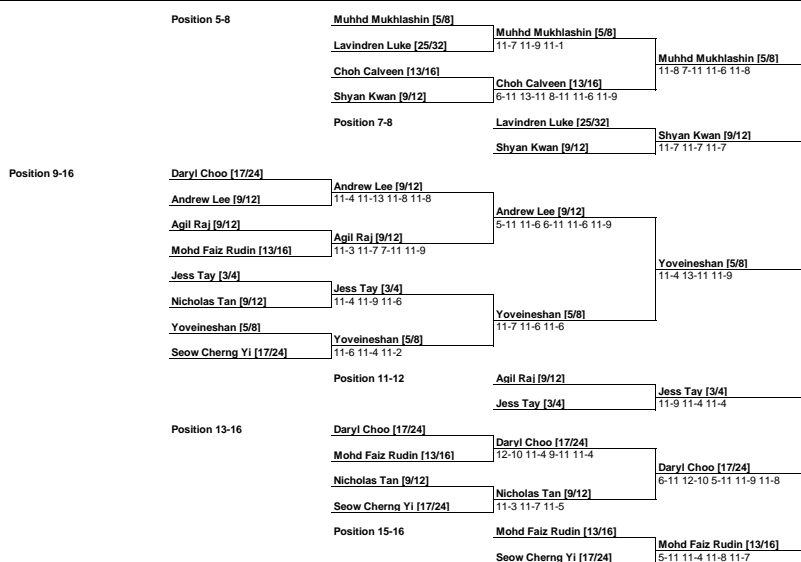 Position 5-8
Muhhd Mukhlashin [5/8]
Muhhd Mukhlashin [5/8]
Lavindren Luke [25/32]
11-7 11-9 11-1
Muhhd Mukhlashin [5/8]
Choh Calveen [13/16]
11-8 7-11 11-6 11-8
Choh Calveen [13/16]
Shyan Kwan [9/12]
6-11 13-11 8-11 11-6 11-9
Position 7-8
Lavindren Luke [25/32]
Shyan Kwan [9/12]
Shyan Kwan [9/12]
11-7 11-7 11-7
Position 9-16
Daryl Choo [17/24]
Andrew Lee [9/12]
Andrew Lee [9/12]
11-4 11-13 11-8 11-8
Andrew Lee [9/12]
Agil Raj [9/12]
5-11 11-6 6-11 11-6 11-9
Agil Raj [9/12]
Mohd Faiz Rudin [13/16]
11-3 11-7 7-11 11-9
Yoveineshan [5/8]
Jess Tay [3/4]
11-4 13-11 11-9
Jess Tay [3/4]
Nicholas Tan [9/12]
11-4 11-9 11-6
Yoveineshan [5/8]
Yoveineshan [5/8]
11-7 11-6 11-6
Yoveineshan [5/8]
Seow Cherng Yi [17/24]
11-6 11-4 11-2
Position 11-12
Agil Raj [9/12]
Jess Tay [3/4]
Jess Tay [3/4]
11-9 11-4 11-4
Position 13-16
Daryl Choo [17/24]
Daryl Choo [17/24]
Mohd Faiz Rudin [13/16]
12-10 11-4 9-11 11-4
Daryl Choo [17/24]
Nicholas Tan [9/12]
6-11 12-10 5-11 11-9 11-8
Nicholas Tan [9/12]
Seow Cherng Yi [17/24]
11-3 11-7 11-5
Position 15-16
Mohd Faiz Rudin [13/16]
Mohd Faiz Rudin [13/16]
Seow Cherng Yi [17/24]
5-11 11-4 11-8 11-7